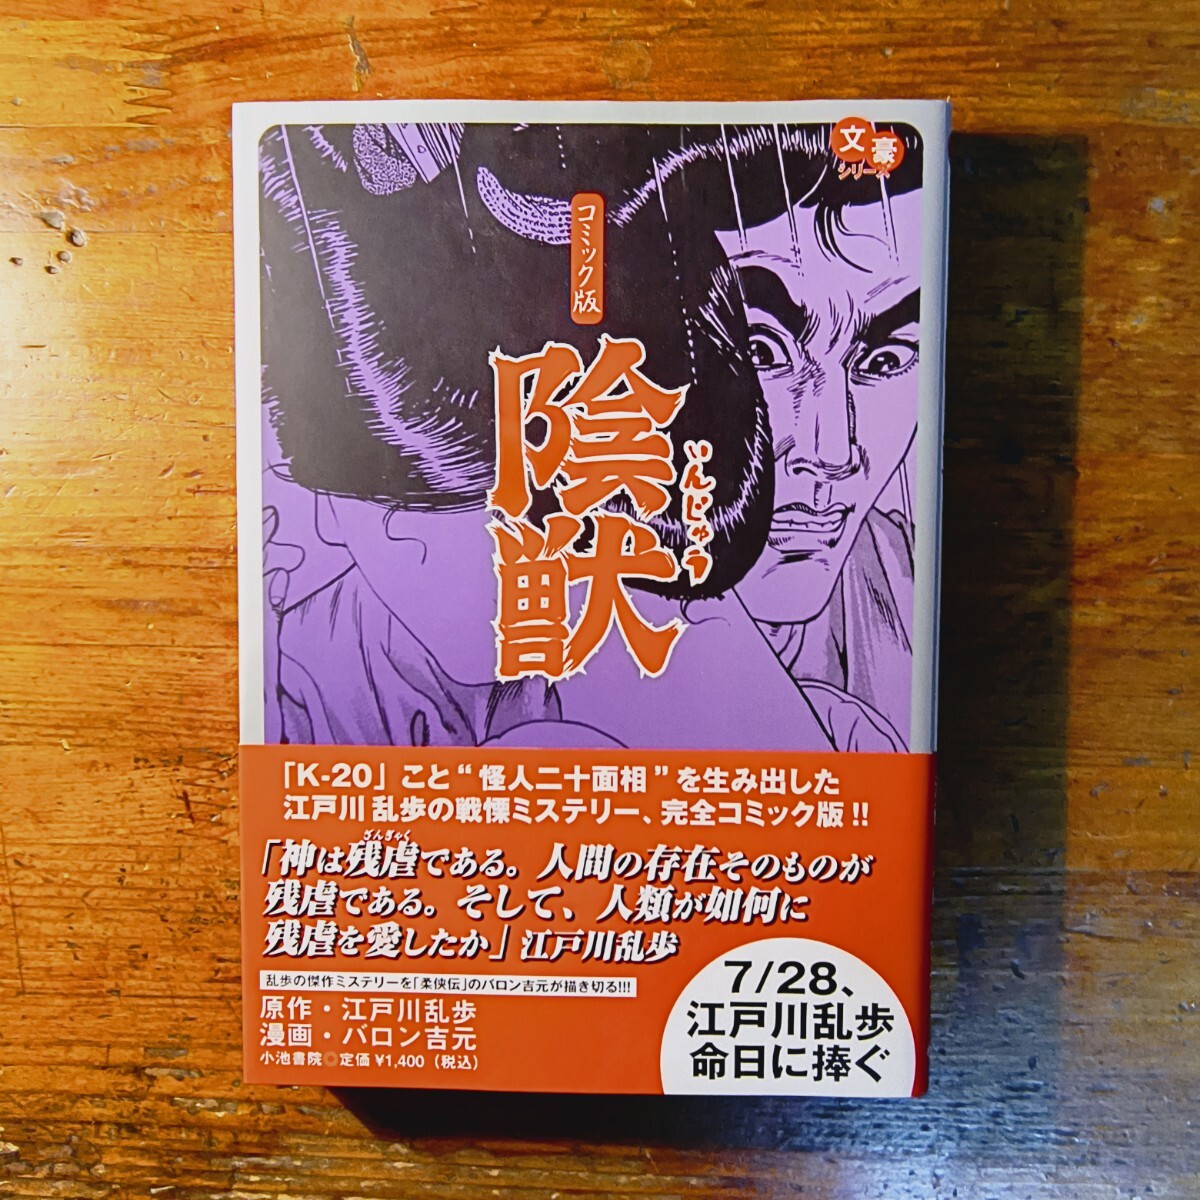 文豪
シリーズ
コミック版
陰獣
いんじゅう
「K-20」こと“怪人二十面相”を生み出した
江戸川乱歩の戦慄ミステリー、完全コミック版!!
ざんぎゃく
「神は残虐である。人間の存在そのものが
残虐である。そして、人類が如何に
残虐を愛したか」江戸川乱歩
乱歩の傑作ミステリーを「柔侠伝」のバロン吉元が描き切る!!!
原作・江戸川乱歩
漫画・バロン吉元
小池書院◎定価¥1,400(税込)
7/28、
江戸川乱歩
命日に捧ぐ